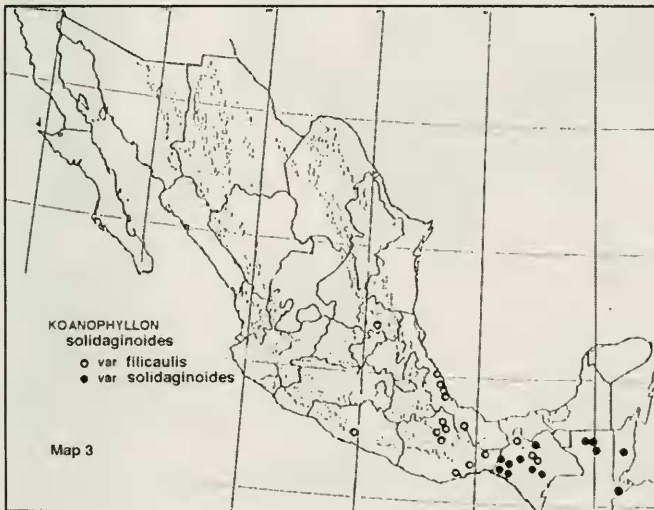 KOANOPHYLLON
solidaginoides
var filicaulis
var solidaginoides
Map 3